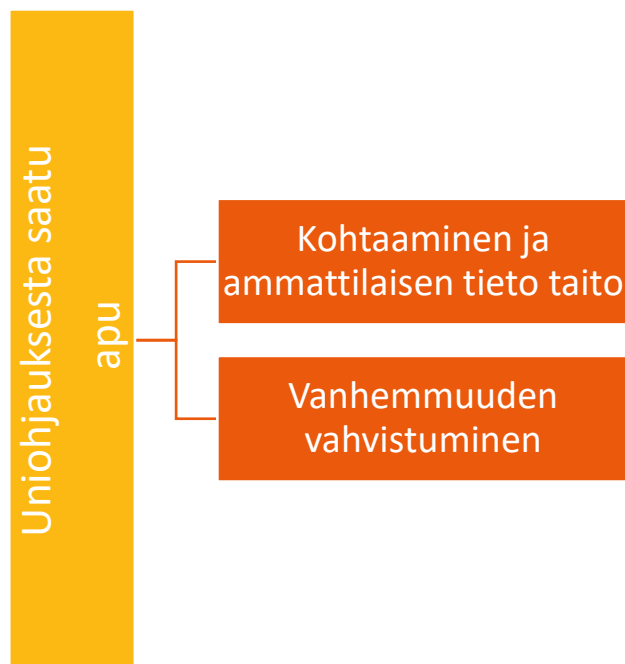 Uniohjauksesta saatu
apu
Kohtaaminen ja
ammattilaisen tieto taito
Vanhemmuuden
vahvistuminen